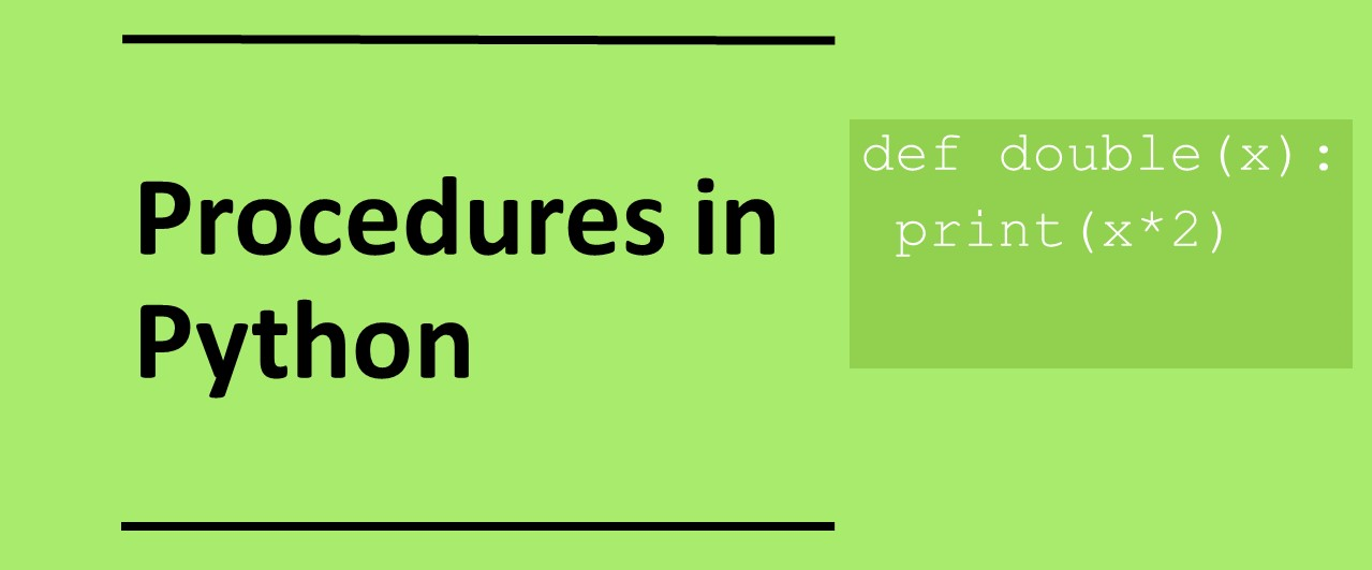 Procedures in
Python
def double(x):
 print(x*2)